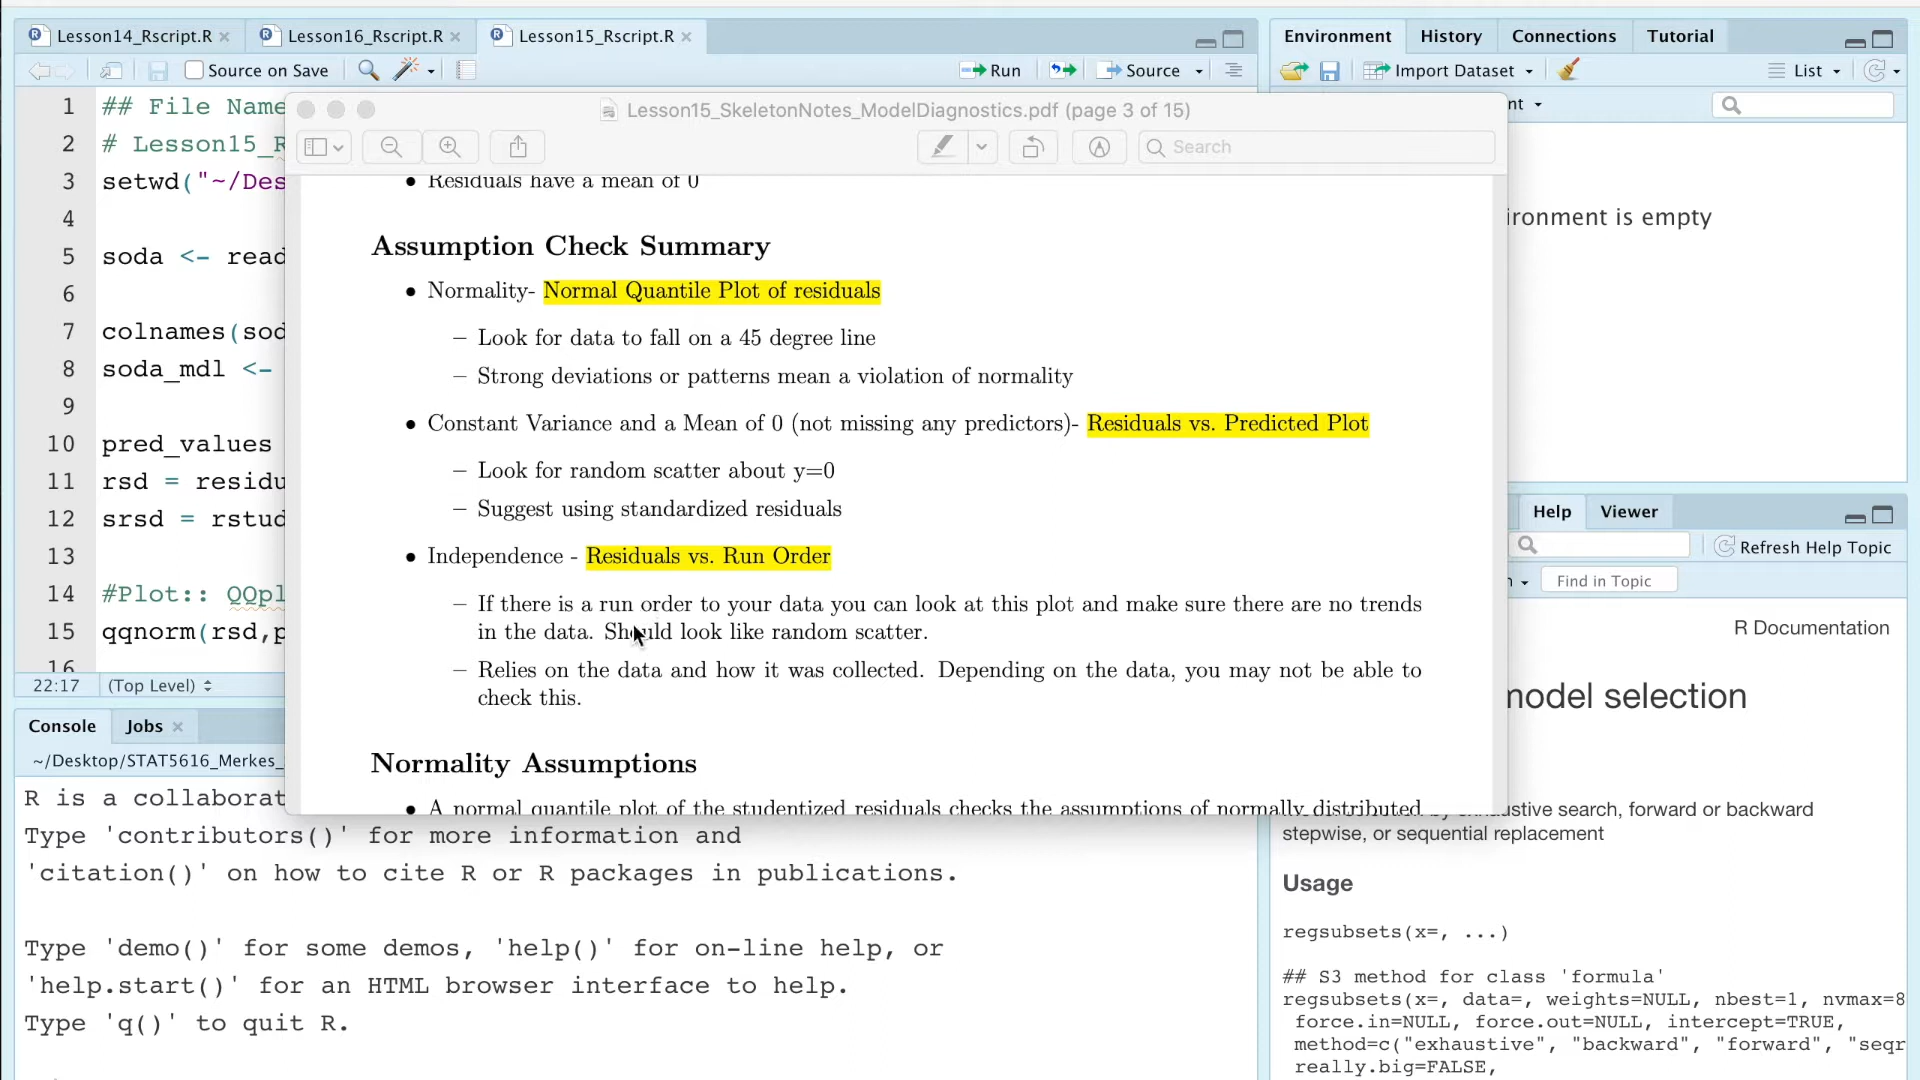 Lesson14_Rscript.R
Lesson16_Rscript.R
Lesson15_Rscript.R
Environment History Connections Tutorial
Source on Save
Run
Source
Import Dataset
List
1 ## File Name
2 # Lesson15_R
3 setwd("~/Des
4
5 soda <- read
6
7 colnames(sod
8 soda_mdl <-
9
10 pred_values
11 rsd = residu
12 srsd = rstud
13
14 #Plot:: QQpl
15 qqnorm(rsd,p
16
22:17 (Top Level)
Lesson15_SkeletonNotes_ModelDiagnostics.pdf (page 3 of 15)
Search
• Residuals have a mean of 0
Assumption Check Summary
• Normality- Normal Quantile Plot of residuals
– Look for data to fall on a 45 degree line
– Strong deviations or patterns mean a violation of normality
• Constant Variance and a Mean of 0 (not missing any predictors)- Residuals vs. Predicted Plot
– Look for random scatter about y=0
– Suggest using standardized residuals
• Independence - Residuals vs. Run Order
– If there is a run order to your data you can look at this plot and make sure there are no trends
in the data. Should look like random scatter.
– Relies on the data and how it was collected. Depending on the data, you may not be able to
check this.
Normality Assumptions
• A normal quantile plot of the studentized residuals checks the assumptions of normally distributed
Console Jobs
~/Desktop/STAT5616_Merkes_
R is a collaborat
Type 'contributors()' for more information and
'citation()' on how to cite R or R packages in publications.
Type 'demo()' for some demos, 'help()' for on-line help, or
'help.start()' for an HTML browser interface to help.
Type 'q()' to quit R.
nt
ironment is empty
Help Viewer
Refresh Help Topic
Find in Topic
R Documentation
model selection
ustive search, forward or backward
stepwise, or sequential replacement
Usage
regsubsets(x=, ...)
## S3 method for class 'formula'
regsubsets(x=, data=, weights=NULL, nbest=1, nvmax=8
force.in=NULL, force.out=NULL, intercept=TRUE,
method=c("exhaustive", "backward", "forward", "seqr
really.big=FALSE,